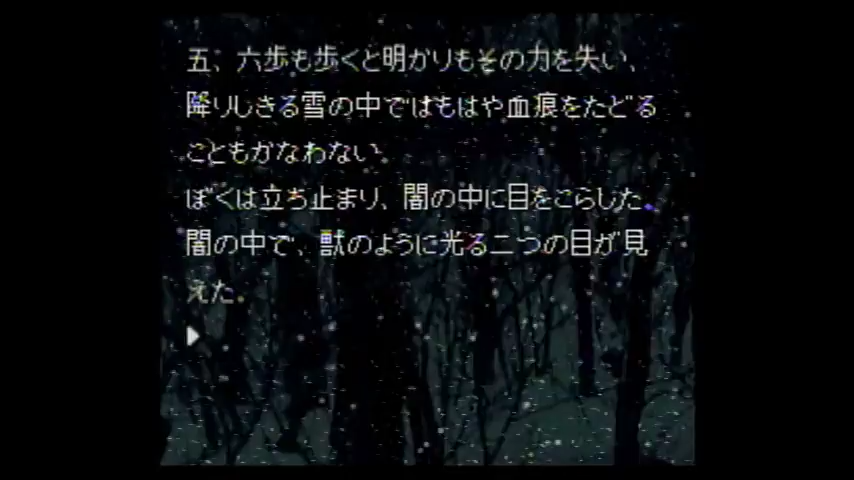 五、六歩も歩くと明かりもその力を失い、
降りしきる雪の中ではもはや血痕をたどる
こともかなわない。
ぼくは立ち止まり、闇の中に目をこらした。
闇の中で、獣のように光る二つの目が見
えた。